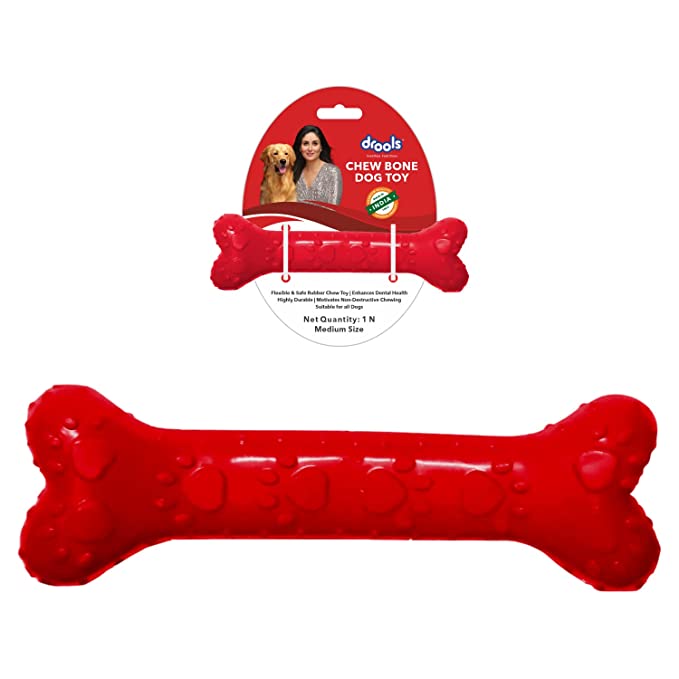 drools
CHEW BONE
DOG TOY
INDIA
Flexible & Safe Rubber Chew Toy | Enhances Dental Health
Highly Durable | Motivates Non-Destructive Chewing
Suitable for all Dogs
Net Quantity: 1 N
Medium Size